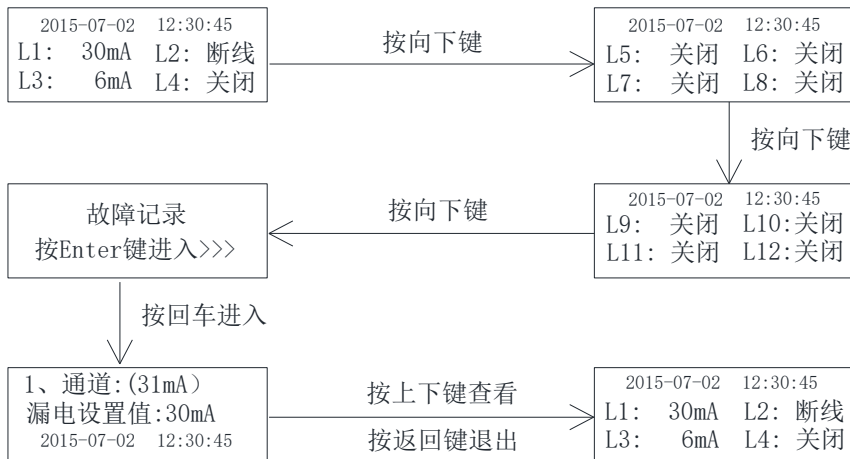 2015-07-02 12:30:45
L1: 30mA L2: 断线
L3: 6mA L4: 关闭
按向下键
2015-07-02 12:30:45
L5: 关闭 L6: 关闭
L7: 关闭 L8: 关闭
按向下键
2015-07-02 12:30:45
L9: 关闭 L10:关闭
L11: 关闭 L12:关闭
按向下键
故障记录
按Enter键进入>>>
按回车进入
1、通道:(31mA）
漏电设置值:30mA
2015-07-02 12:30:45
按上下键查看
按返回键退出
2015-07-02 12:30:45
L1: 30mA L2: 断线
L3: 6mA L4: 关闭